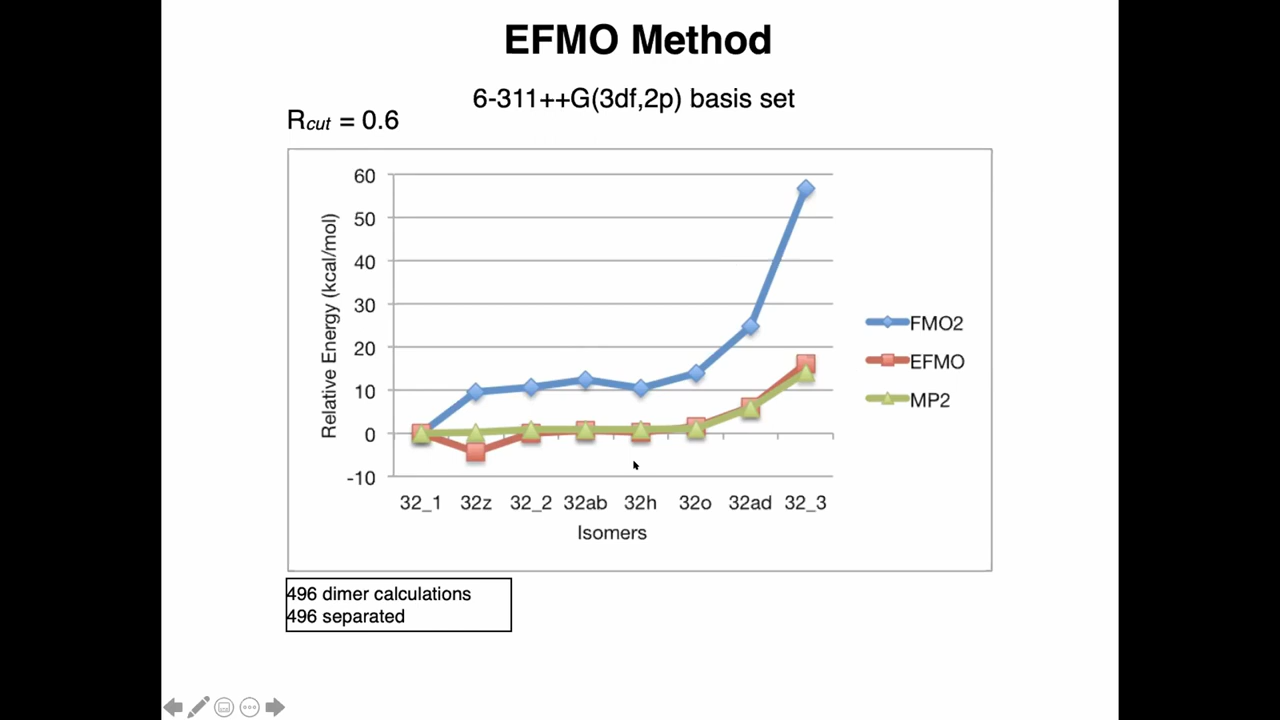 EFMO Method
6-311++G(3df,2p) basis set
Rcut = 0.6
60
50
40
30
20
10
0
-10
Relative Energy (kcal/mol)
32_1 32z 32_2 32ab 32h 32o 32ad 32_3
Isomers
FMO2
EFMO
MP2
496 dimer calculations
496 separated